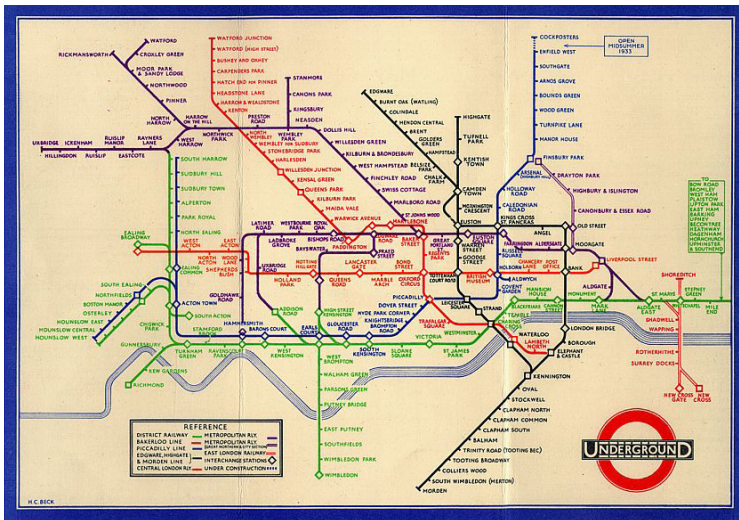 WATFORD
CROXLEY GREEN
RICKMANSWORTH
MOOR PARK
& SANDY LODGE
NORTHWOOD
PINNER
NORTH
HARROW
HARROW
ON THE HILL
WEST
HARROW
UXBRIDGE
HILLINGDON
ICKENHAM
RUISLIP
RUISLIP
MANOR
EASTCOTE
RAYNERS
LANE
WATFORD JUNCTION
WATFORD (HIGH STREET)
BUSHEY AND OXHEY
CARPENDERS PARK
HATCH END FOR PINNER
HEADSTONE LANE
HARROW & WEALDSTONE
KENTON
NORTHWICK
PARK
PRESTON
ROAD
NORTH
WEMBLEY
WEMBLEY FOR SUDBURY
STONEBRIDGE PARK
HARLESDEN
WILLESDEN JUNCTION
KENSAL GREEN
QUEENS PARK
KILBURN PARK
MAIDA VALE
WARWICK AVENUE
PADDINGTON
STANMORE
CANONS PARK
KINGSBURY
NEASDEN
WEMBLEY
PARK
DOLLIS HILL
WILLESDEN GREEN
KILBURN & BRONDESBURY
WEST HAMPSTEAD
FINCHLEY ROAD
SWISS COTTAGE
MARLBORO ROAD
ST JOHNS WOOD
MARYLEBONE
BAKER
STREET
EDGWARE
BURNT OAK (WATLING)
COLINDALE
HENDON CENTRAL
BRENT
GOLDERS
GREEN
HAMPSTEAD
BELSIZE
PARK
CHALK
FARM
HIGHGATE
TUFNELL
PARK
KENTISH
TOWN
CAMDEN
TOWN
MORNINGTON
CRESCENT
EUSTON
COCKFOSTERS
ENFIELD WEST
OPEN
MIDSUMMER
1933
SOUTHGATE
ARNOS GROVE
BOUNDS GREEN
WOOD GREEN
TURNPIKE LANE
MANOR HOUSE
FINSBURY PARK
ARSENAL
(HIGHBURY HILL)
DRAYTON PARK
HOLLOWAY
ROAD
HIGHBURY & ISLINGTON
CALEDONIAN
ROAD
CANONBURY & ESSEX ROAD
KINGS CROSS
ST. PANCRAS
ANGEL
OLD STREET
MOORGATE
LIVERPOOL STREET
TO
BOW ROAD
BROMLEY
WEST HAM
PLAISTOW
UPTON PARK
EAST HAM
BARKING
UPNEY
BECONTREE
HEATHWAY
DAGENHAM
HORNCHURCH
UPMINSTER
& SOUTHEND
SOUTH HARROW
SUDBURY HILL
SUDBURY TOWN
ALPERTON
PARK ROYAL
NORTH EALING
EALING
BROADWAY
WEST
ACTON
EAST
ACTON
NORTH
ACTON
WOOD
LANE
SHEPHERDS
BUSH
EALING
COMMON
LATIMER
ROAD
LADBROKE
GROVE
WESTBOURNE
PARK
ROYAL
OAK
BISHOPS ROAD
BAYSWATER
PRAED
STREET
UXBRIDGE
ROAD
HOLLAND
PARK
NOTTING
HILL GATE
QUEENS
ROAD
LANCASTER
GATE
MARBLE
ARCH
BOND
STREET
OXFORD
CIRCUS
REGENTS
PARK
GREAT
PORTLAND
STREET
EUSTON
SQUARE
WARREN
STREET
GOODGE
STREET
TOTTENHAM
COURT ROAD
BRITISH
MUSEUM
FARRINGDON
ALDERSGATE
CHANCERY
LANE
POST
OFFICE
BANK
HOLBORN
ALDWYCH
COVENT
GARDEN
LEICESTER
SQUARE
ALDGATE
SOUTH EALING
NORTHFIELDS
BOSTON MANOR
OSTERLEY
HOUNSLOW EAST
HOUNSLOW CENTRAL
HOUNSLOW WEST
ACTON TOWN
SOUTH ACTON
CHISWICK
PARK
GUNNERSBURY
KEW GARDENS
RICHMOND
TURNHAM
GREEN
STAMFORD
BROOK
RAVENSCOURT
PARK
GOLDHAWK
ROAD
HAMMERSMITH
BARONS COURT
WEST
KENSINGTON
ADDISON
ROAD
EARLS
COURT
HIGH STREET
KENSINGTON
GLOUCESTER
ROAD
SOUTH
KENSINGTON
PICCADILLY
DOVER STREET
HYDE PARK CORNER
KNIGHTSBRIDGE
BROMPTON
ROAD
SLOANE
SQUARE
VICTORIA
ST. JAMES
PARK
WESTMINSTER
TRAFALGAR
SQUARE
STRAND
CHARING
CROSS
TEMPLE
BLACKFRIARS
MANSION
HOUSE
CANNON
STREET
MONUMENT
MARK
LANE
ALDGATE
EAST
ST. MARYS
WHITECHAPEL
STEPNEY
GREEN
MILE
END
SHOREDITCH
SHADWELL
WAPPING
ROTHERHITHE
SURREY DOCKS
NEW CROSS
GATE
NEW
CROSS
WATERLOO
LAMBETH
NORTH
LONDON BRIDGE
BOROUGH
ELEPHANT
& CASTLE
KENNINGTON
OVAL
STOCKWELL
CLAPHAM NORTH
CLAPHAM COMMON
CLAPHAM SOUTH
BALHAM
TRINITY ROAD (TOOTING BEC)
TOOTING BROADWAY
COLLIERS WOOD
SOUTH WIMBLEDON (MERTON)
MORDEN
WEST
BROMPTON
WALHAM GREEN
PARSONS GREEN
PUTNEY BRIDGE
EAST PUTNEY
SOUTHFIELDS
WIMBLEDON PARK
WIMBLEDON
REFERENCE
DISTRICT RAILWAY
BAKERLOO LINE
PICCADILLY LINE
EDGWARE, HIGHGATE
& MORDEN LINE
CENTRAL LONDON RLY.
METROPOLITAN RLY.
METROPOLITAN RLY.
(GREAT NORTHERN & CITY SECTION)
EAST LONDON RAILWAY
INTERCHANGE STATIONS
UNDER CONSTRUCTION
UNDERGROUND
H.C. BECK